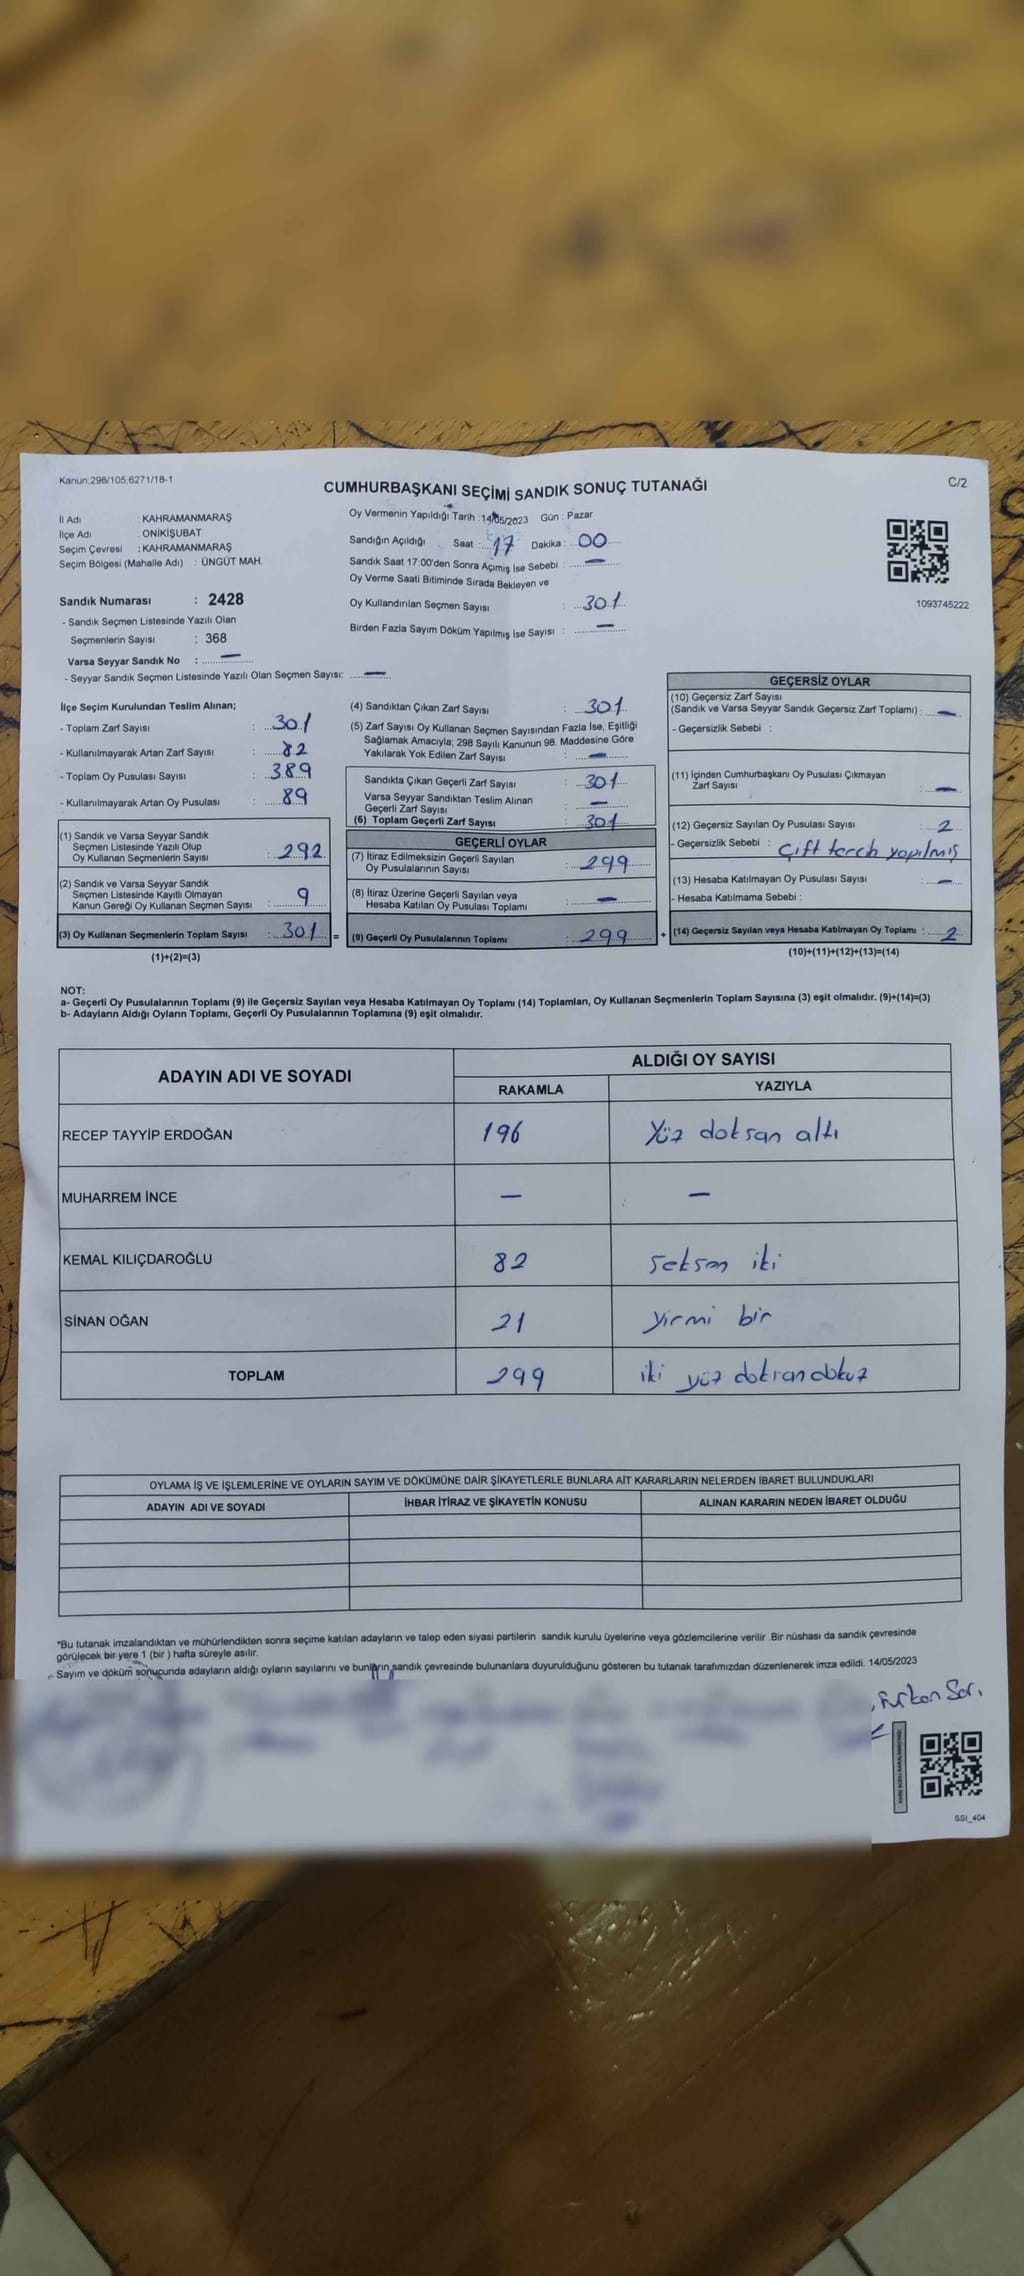 Kanun:298/105,6271/18-1
C/2
CUMHURBAŞKANI SEÇİMİ SANDIK SONUÇ TUTANAĞI
İl Adı : KAHRAMANMARAŞ
İlçe Adı : ONİKİŞUBAT
Seçim Çevresi : KAHRAMANMARAŞ
Seçim Bölgesi (Mahalle Adı) : ÜNGÜT MAH.
Sandık Numarası : 2428
- Sandık Seçmen Listesinde Yazılı Olan
Seçmenlerin Sayısı : 368
Varsa Seyyar Sandık No : —
- Seyyar Sandık Seçmen Listesinde Yazılı Olan Seçmen Sayısı: —
Oy Vermenin Yapıldığı Tarih : 14/05/2023 Gün : Pazar
Sandığın Açıldığı Saat : 17 Dakika : 00
Sandık Saat 17:00'den Sonra Açımış İse Sebebi : —
Oy Verme Saati Bitiminde Sırada Bekleyen ve
Oy Kullandırılan Seçmen Sayısı : 301
Birden Fazla Sayım Döküm Yapılmış İse Sayısı : —
1093745222
İlçe Seçim Kurulundan Teslim Alınan;
- Toplam Zarf Sayısı : 301
- Kullanılmayarak Artan Zarf Sayısı : 82
- Toplam Oy Pusulası Sayısı : 389
- Kullanılmayarak Artan Oy Pusulası : 89
(1) Sandık ve Varsa Seyyar Sandık
Seçmen Listesinde Yazılı Olup
Oy Kullanan Seçmenlerin Sayısı : 292
(2) Sandık ve Varsa Seyyar Sandık
Seçmen Listesinde Kayıtlı Olmayan
Kanun Gereği Oy Kullanan Seçmen Sayısı : 9
(3) Oy Kullanan Seçmenlerin Toplam Sayısı : 301 =
(1)+(2)=(3)
(4) Sandıktan Çıkan Zarf Sayısı : 301
(5) Zarf Sayısı Oy Kullanan Seçmen Sayısından Fazla İse, Eşitliği
Sağlamak Amacıyla; 298 Sayılı Kanunun 98. Maddesine Göre
Yakılarak Yok Edilen Zarf Sayısı : —
Sandıkta Çıkan Geçerli Zarf Sayısı : 301
Varsa Seyyar Sandıktan Teslim Alınan
Geçerli Zarf Sayısı : —
(6) Toplam Geçerli Zarf Sayısı : 301
GEÇERLİ OYLAR
(7) İtiraz Edilmeksizin Geçerli Sayılan
Oy Pusulalarının Sayısı : 299
(8) İtiraz Üzerine Geçerli Sayılan veya
Hesaba Katılan Oy Pusulası Toplamı : —
(9) Geçerli Oy Pusulalarının Toplamı : 299 +
GEÇERSİZ OYLAR
(10) Geçersiz Zarf Sayısı
(Sandık ve Varsa Seyyar Sandık Geçersiz Zarf Toplamı) : —
- Geçersizlik Sebebi :
(11) İçinden Cumhurbaşkanı Oy Pusulası Çıkmayan
Zarf Sayısı : —
(12) Geçersiz Sayılan Oy Pusulası Sayısı : 2
- Geçersizlik Sebebi : Çift tercih yapılmış
(13) Hesaba Katılmayan Oy Pusulası Sayısı : —
- Hesaba Katılmama Sebebi :
(14) Geçersiz Sayılan veya Hesaba Katılmayan Oy Toplamı : 2
(10)+(11)+(12)+(13)=(14)
NOT:
a- Geçerli Oy Pusulalarının Toplamı (9) ile Geçersiz Sayılan veya Hesaba Katılmayan Oy Toplamı (14) Toplamları, Oy Kullanan Seçmenlerin Toplam Sayısına (3) eşit olmalıdır. (9)+(14)=(3)
b- Adayların Aldığı Oyların Toplamı, Geçerli Oy Pusulalarının Toplamına (9) eşit olmalıdır.
ADAYIN ADI VE SOYADI
ALDIĞI OY SAYISI
RAKAMLA YAZIYLA
RECEP TAYYİP ERDOĞAN 196 Yüz doksan altı
MUHARREM İNCE — —
KEMAL KILIÇDAROĞLU 82 seksen iki
SİNAN OĞAN 21 yirmi bir
TOPLAM 299 iki yüz doksan dokuz
OYLAMA İŞ VE İŞLEMLERİNE VE OYLARIN SAYIM VE DÖKÜMÜNE DAİR ŞİKAYETLERLE BUNLARA AİT KARARLARIN NELERDEN İBARET BULUNDUKLARI
ADAYIN ADI VE SOYADI İHBAR İTİRAZ VE ŞİKAYETİN KONUSU ALINAN KARARIN NEDEN İBARET OLDUĞU
*Bu tutanak imzalandıktan ve mühürlendikten sonra seçime katılan adayların ve talep eden siyasi partilerin sandık kurulu üyelerine veya gözlemcilerine verilir .Bir nüshası da sandık çevresinde
görülecek bir yere 1 (bir ) hafta süreyle asılır.
- Sayım ve döküm sonucunda adayların aldığı oyların sayılarını ve bunların sandık çevresinde bulunanlara duyurulduğunu gösteren bu tutanak tarafımızdan düzenlenerek imza edildi. 14/05/2023
Furkan Sarı
SSI_404